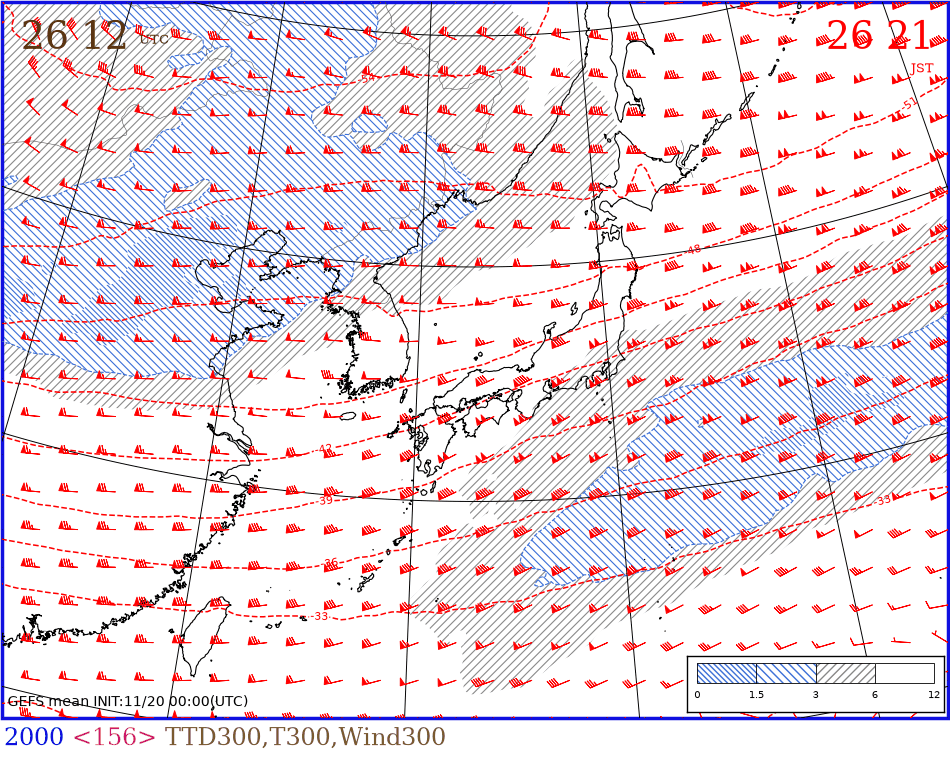 26 12 UTC
26 21
JST
-54
-51
-48
-42
-39
-36
-33
-33
GEFS mean INIT:11/20 00:00(UTC)
0 1.5 3 6 12
2000 <156> TTD300,T300,Wind300